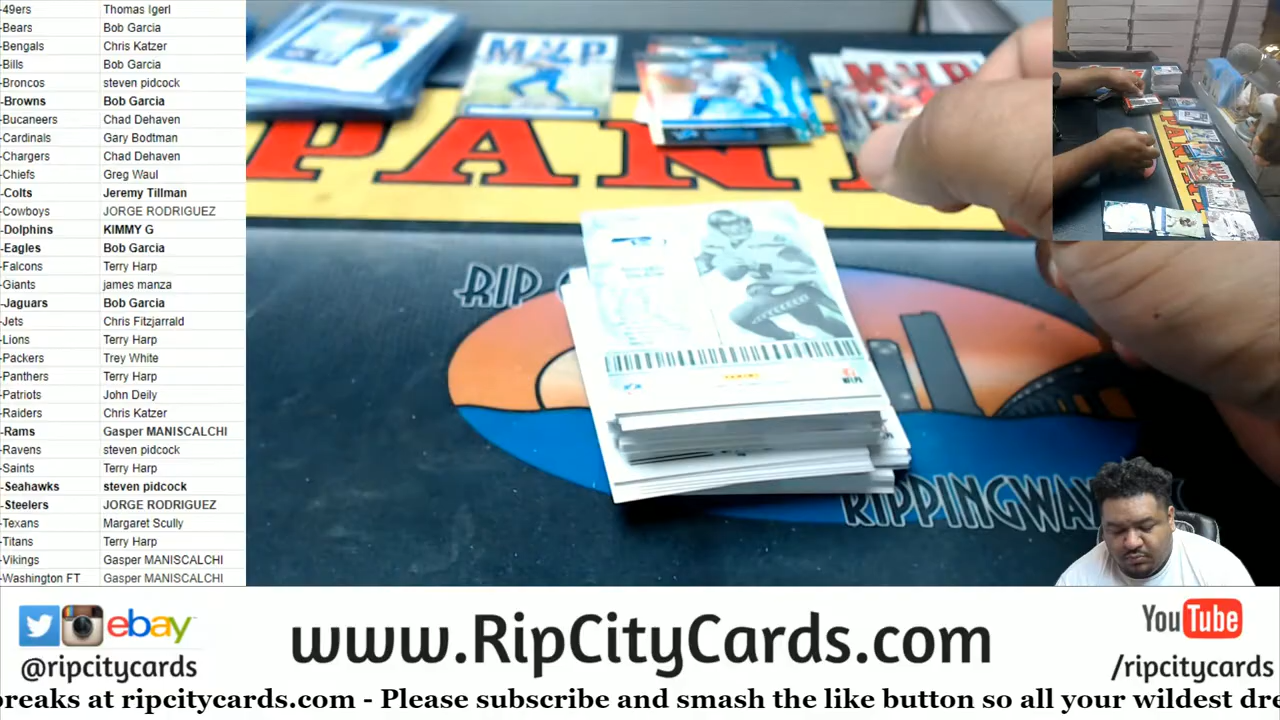 -49ers Thomas Igerl
-Bears Bob Garcia
-Bengals Chris Katzer
-Bills Bob Garcia
-Broncos steven pidcock
-Browns Bob Garcia
-Bucaneers Chad Dehaven
-Cardinals Gary Bodtman
-Chargers Chad Dehaven
-Chiefs Greg Waul
-Colts Jeremy Tillman
-Cowboys JORGE RODRIGUEZ
-Dolphins KIMMY G
-Eagles Bob Garcia
-Falcons Terry Harp
-Giants james manza
-Jaguars Bob Garcia
-Jets Chris Fitzjarrald
-Lions Terry Harp
-Packers Trey White
-Panthers Terry Harp
-Patriots John Deily
-Raiders Chris Katzer
-Rams Gasper MANISCALCHI
-Ravens steven pidcock
-Saints Terry Harp
-Seahawks steven pidcock
-Steelers JORGE RODRIGUEZ
-Texans Margaret Scully
-Titans Terry Harp
-Vikings Gasper MANISCALCHI
-Washington FT Gasper MANISCALCHI
MVP
MVP
PANI
RIP
PANINI
RIPPINGWAX
ebay
@ripcitycards
www.RipCityCards.com
YouTube
/ripcitycards
breaks at ripcitycards.com - Please subscribe and smash the like button so all your wildest dre